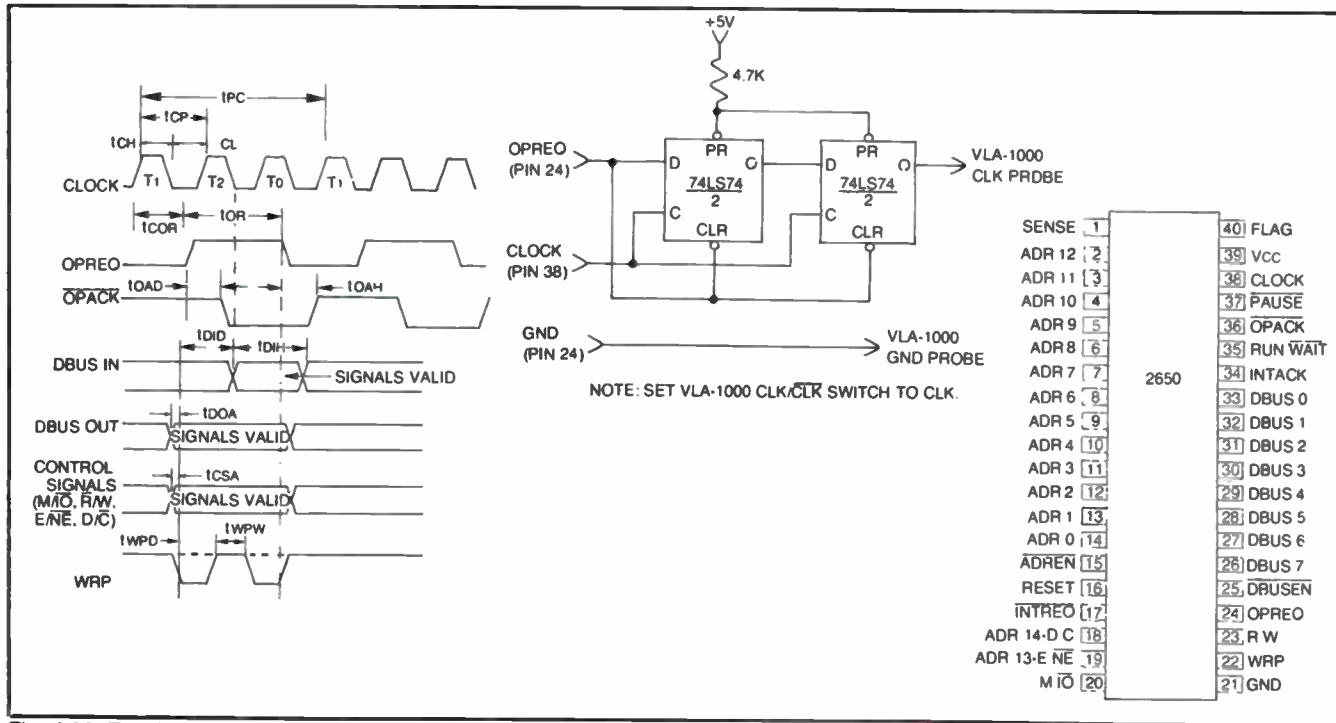 tPC
tCP
tCH
CL
CLOCK
T1 T2 T0 T1
tCOR
tOR
OPREO
tOAD
tOAH
OPACK
tDID
tDIH
DBUS IN
SIGNALS VALID
tDOA
DBUS OUT
SIGNALS VALID
CONTROL
SIGNALS
(M/IO, R/W,
E/NE, D/C)
tCSA
SIGNALS VALID
tWPD
tWPW
WRP
+5V
4.7K
OPREO
(PIN 24)
D PR O
74LS74
2
C
CLR
D PR O
74LS74
2
C
CLR
VLA-1000
CLK PRDBE
CLOCK
(PIN 38)
GND
(PIN 24)
VLA-1000
GND PROBE
NOTE: SET VLA-1000 CLK/CLK SWITCH TO CLK.
2650
SENSE 1
ADR 12 2
ADR 11 3
ADR 10 4
ADR 9 5
ADR 8 6
ADR 7 7
ADR 6 8
ADR 5 9
ADR 4 10
ADR 3 11
ADR 2 12
ADR 1 13
ADR 0 14
ADREN 15
RESET 16
INTREO 17
ADR 14-D C 18
ADR 13-E NE 19
M IO 20
40 FLAG
39 VCC
38 CLOCK
37 PAUSE
36 OPACK
35 RUN WAIT
34 INTACK
33 DBUS 0
32 DBUS 1
31 DBUS 2
30 DBUS 3
29 DBUS 4
28 DBUS 5
27 DBUS 6
26 DBUS 7
25 DBUSEN
24 OPREO
23 R W
22 WRP
21 GND